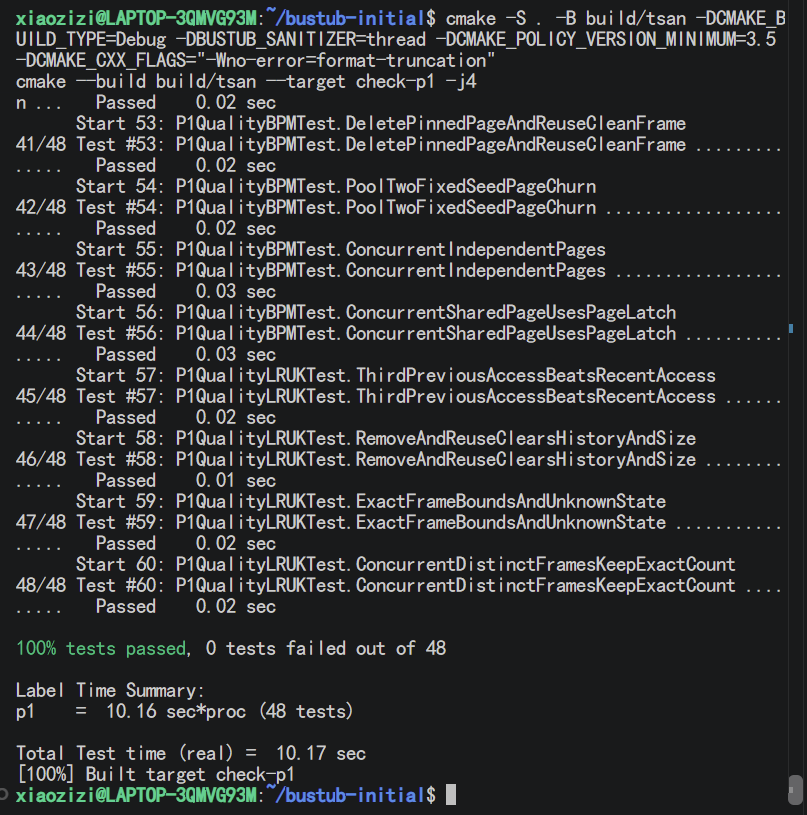 xiaozizi@LAPTOP-3QMVG93M:~/bustub-initial$ cmake -S . -B build/tsan -DCMAKE_B
UILD_TYPE=Debug -DBUSTUB_SANITIZER=thread -DCMAKE_POLICY_VERSION_MINIMUM=3.5
-DCMAKE_CXX_FLAGS="-Wno-error=format-truncation"
cmake --build build/tsan --target check-p1 -j4
n ...   Passed    0.02 sec
      Start 53: P1QualityBPMTest.DeletePinnedPageAndReuseCleanFrame
41/48 Test #53: P1QualityBPMTest.DeletePinnedPageAndReuseCleanFrame .........
.....   Passed    0.02 sec
      Start 54: P1QualityBPMTest.PoolTwoFixedSeedPageChurn
42/48 Test #54: P1QualityBPMTest.PoolTwoFixedSeedPageChurn ..................
.....   Passed    0.02 sec
      Start 55: P1QualityBPMTest.ConcurrentIndependentPages
43/48 Test #55: P1QualityBPMTest.ConcurrentIndependentPages .................
.....   Passed    0.03 sec
      Start 56: P1QualityBPMTest.ConcurrentSharedPageUsesPageLatch
44/48 Test #56: P1QualityBPMTest.ConcurrentSharedPageUsesPageLatch ..........
.....   Passed    0.03 sec
      Start 57: P1QualityLRUKTest.ThirdPreviousAccessBeatsRecentAccess
45/48 Test #57: P1QualityLRUKTest.ThirdPreviousAccessBeatsRecentAccess ......
.....   Passed    0.02 sec
      Start 58: P1QualityLRUKTest.RemoveAndReuseClearsHistoryAndSize
46/48 Test #58: P1QualityLRUKTest.RemoveAndReuseClearsHistoryAndSize ........
.....   Passed    0.01 sec
      Start 59: P1QualityLRUKTest.ExactFrameBoundsAndUnknownState
47/48 Test #59: P1QualityLRUKTest.ExactFrameBoundsAndUnknownState ...........
.....   Passed    0.02 sec
      Start 60: P1QualityLRUKTest.ConcurrentDistinctFramesKeepExactCount
48/48 Test #60: P1QualityLRUKTest.ConcurrentDistinctFramesKeepExactCount ....
.....   Passed    0.02 sec
100% tests passed, 0 tests failed out of 48
Label Time Summary:
p1    =  10.16 sec*proc (48 tests)
Total Test time (real) =  10.17 sec
[100%] Built target check-p1
xiaozizi@LAPTOP-3QMVG93M:~/bustub-initial$